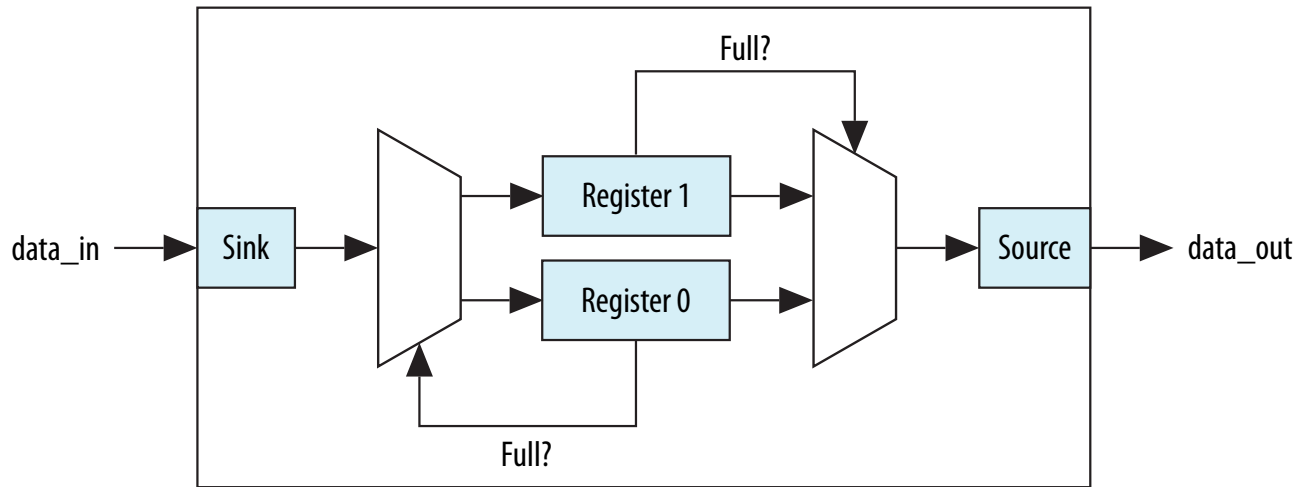 Full?
Register 1
data_in
Sink
Source
data_out
Register 0
Full?